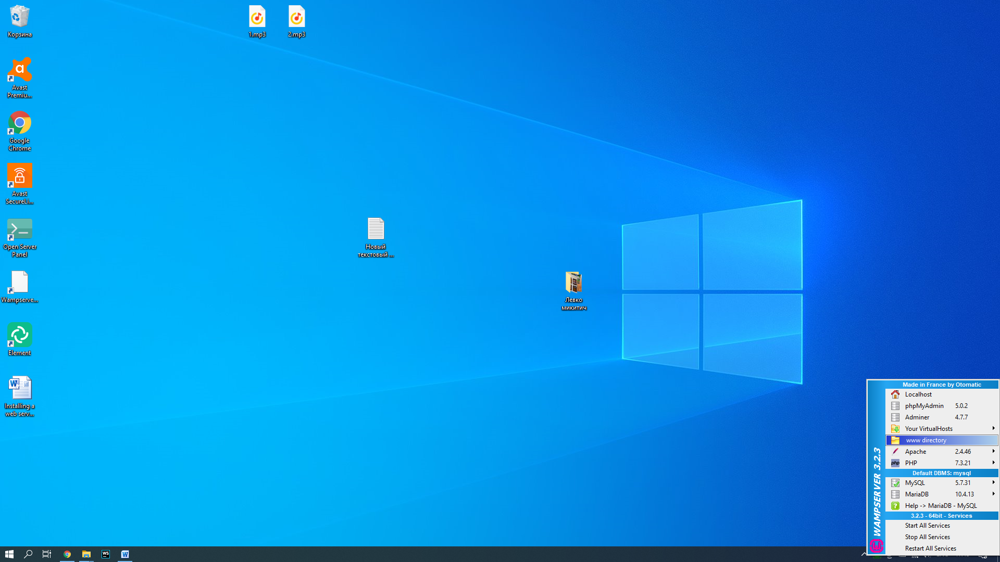 Корзина
1.mp3
2.mp3
Avast
Premiu...
Google
Chrome
Avast
SecureLi...
Open Server
Panel
Wampserve...
Element
Installing a
web serv...
Новый
текстовый ...
Левко
микитич
Made in France by Otomatic
Localhost
phpMyAdmin 5.0.2
Adminer 4.7.7
Your VirtualHosts
www directory
Apache 2.4.46
php PHP 7.3.21
Default DBMS: mysql
MySQL 5.7.31
MariaDB 10.4.13
Help -> MariaDB - MySQL
3.2.3 - 64bit - Services
Start All Services
Stop All Services
Restart All Services
WAMPSERVER 3.2.3
WS
W